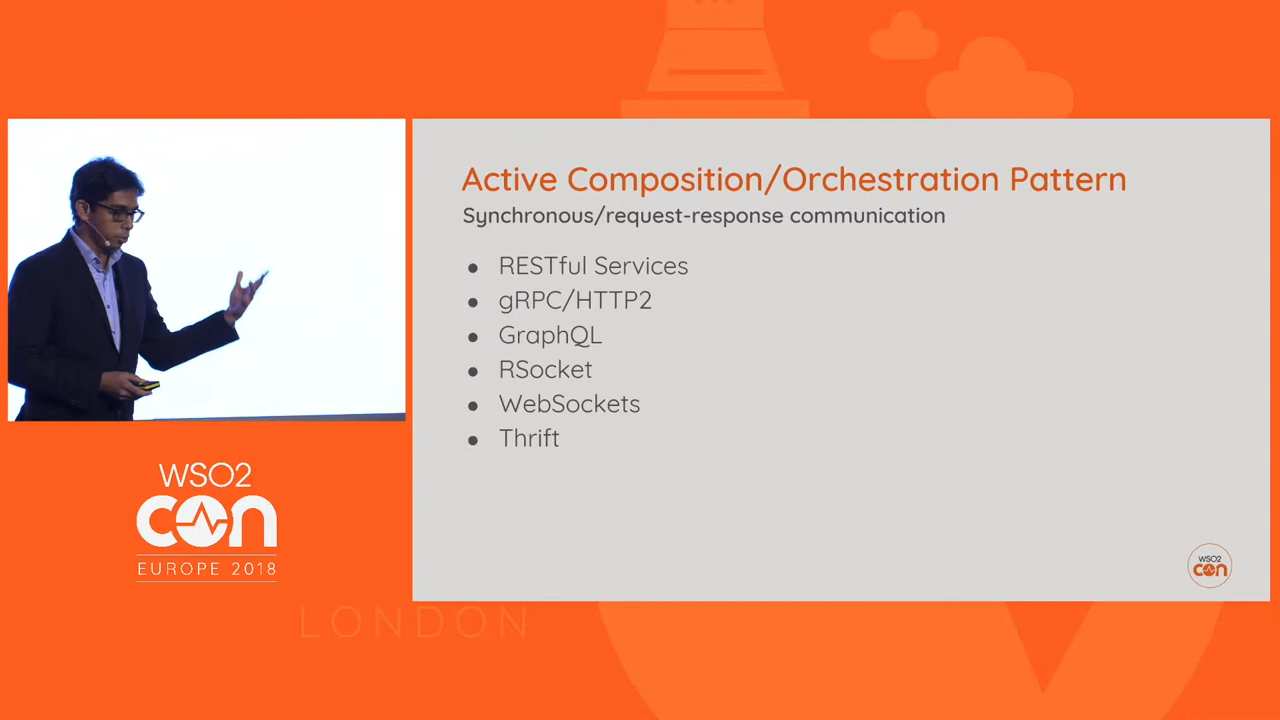 Active Composition/Orchestration Pattern
Synchronous/request-response communication
• RESTful Services
• gRPC/HTTP2
• GraphQL
• RSocket
• WebSockets
• Thrift
WSO2
con
EUROPE 2018
LONDON
WSO2
con